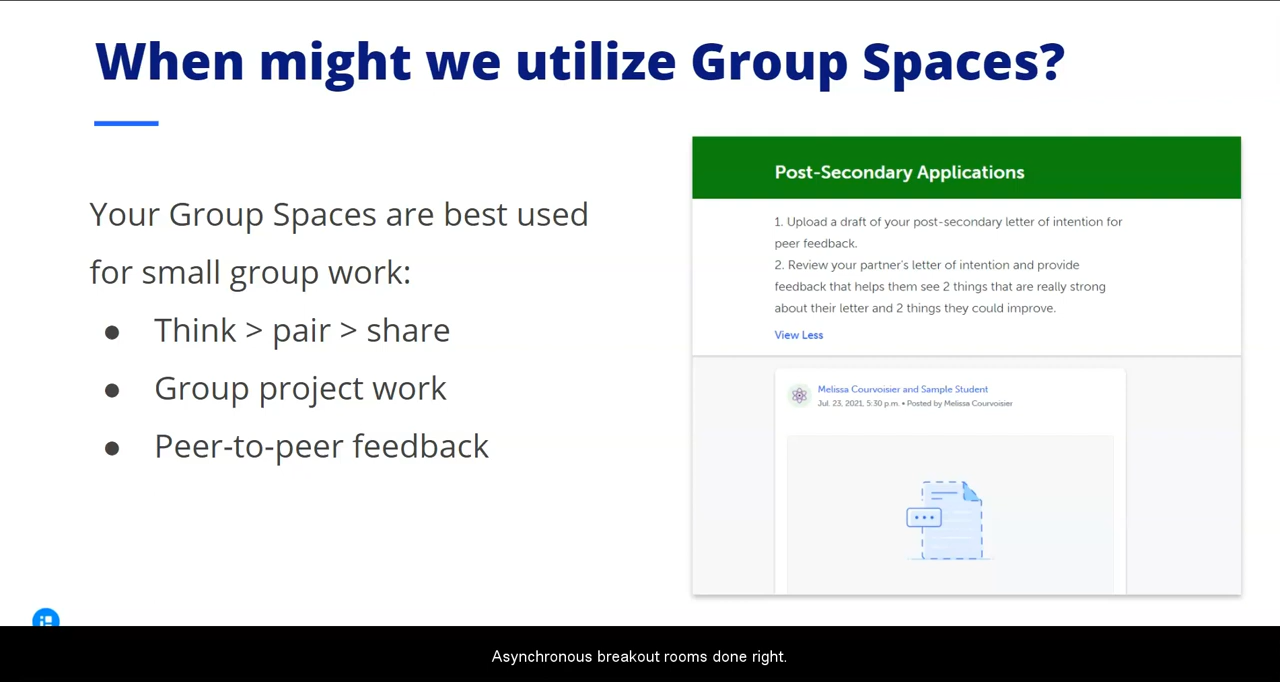 When might we utilize Group Spaces?
Your Group Spaces are best used
for small group work:
● Think > pair > share
● Group project work
● Peer-to-peer feedback
Post-Secondary Applications
1. Upload a draft of your post-secondary letter of intention for
peer feedback.
2. Review your partner's letter of intention and provide
feedback that helps them see 2 things that are really strong
about their letter and 2 things they could improve.
View Less
Melissa Courvoisier and Sample Student
Jul. 23, 2021, 5:30 p.m. • Posted by Melissa Courvoisier
Asynchronous breakout rooms done right.